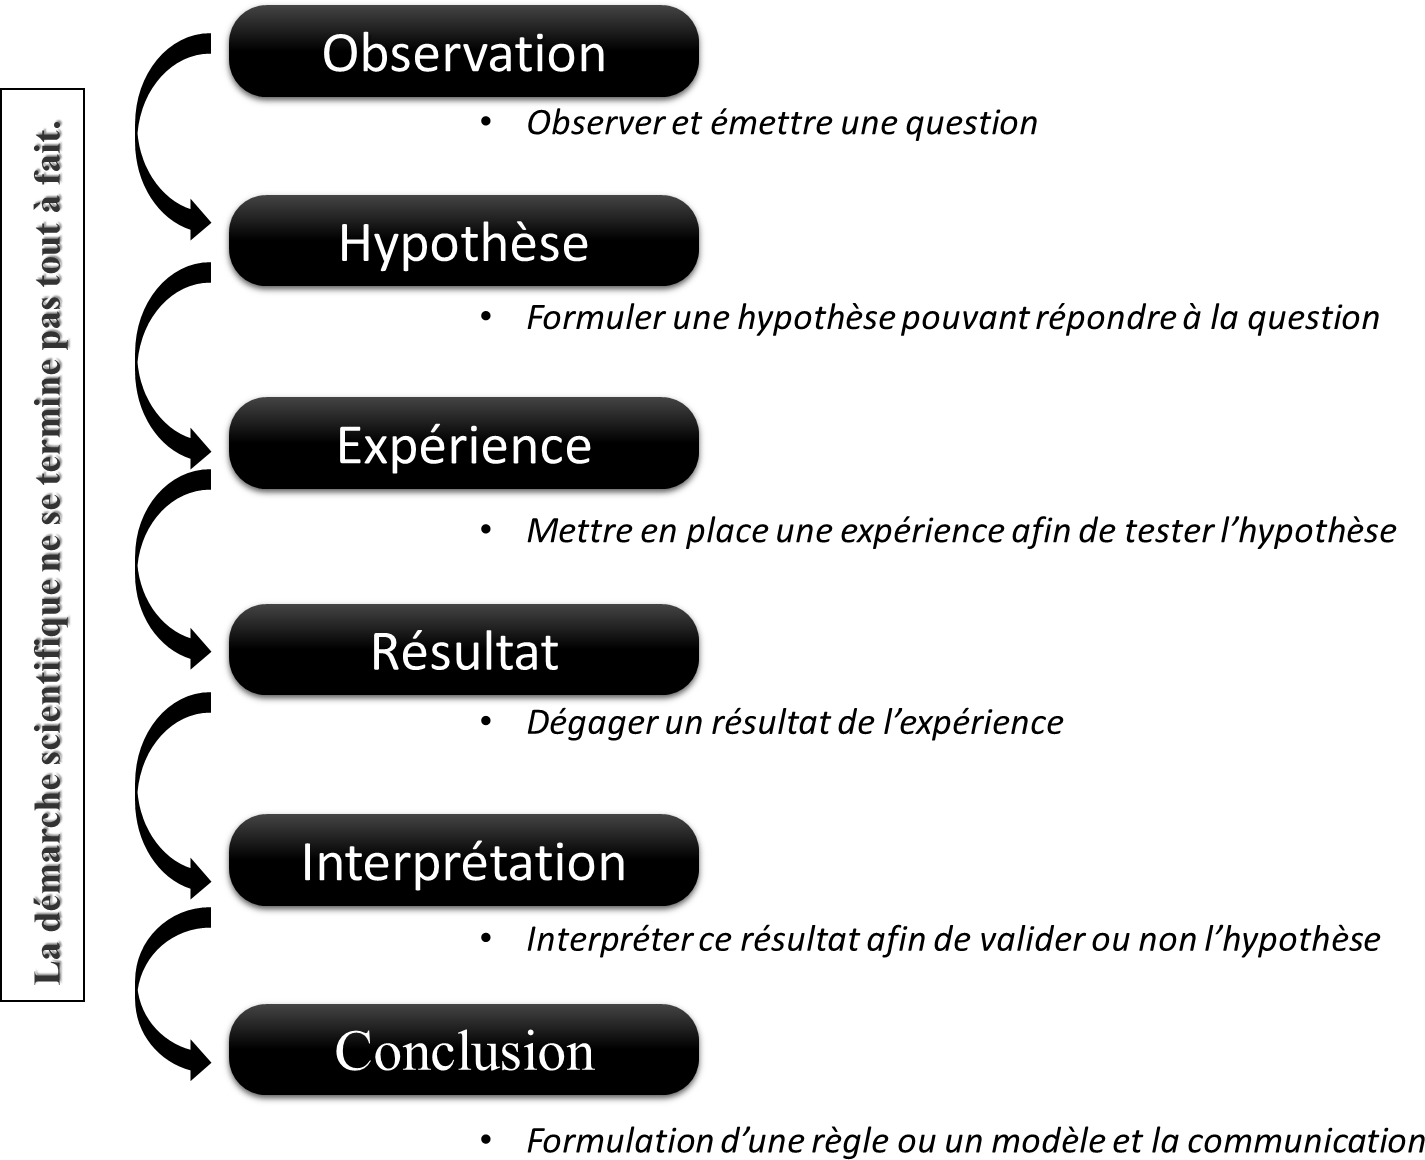 La démarche scientifique ne se termine pas tout à fait.
Observation
• Observer et émettre une question
Hypothèse
• Formuler une hypothèse pouvant répondre à la question
Expérience
• Mettre en place une expérience afin de tester l’hypothèse
Résultat
• Dégager un résultat de l’expérience
Interprétation
• Interpréter ce résultat afin de valider ou non l’hypothèse
Conclusion
• Formulation d’une règle ou un modèle et la communication